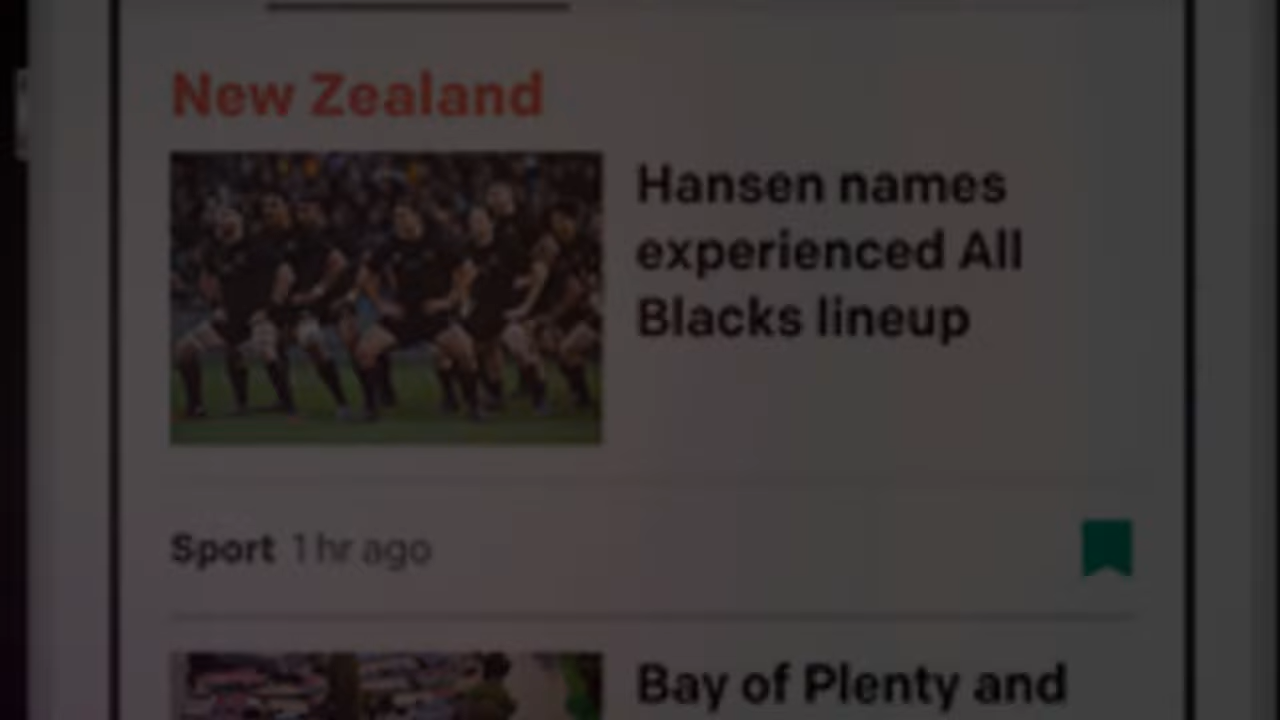 New Zealand
Hansen names
experienced All
Blacks lineup
Sport 1 hr ago
Bay of Plenty and